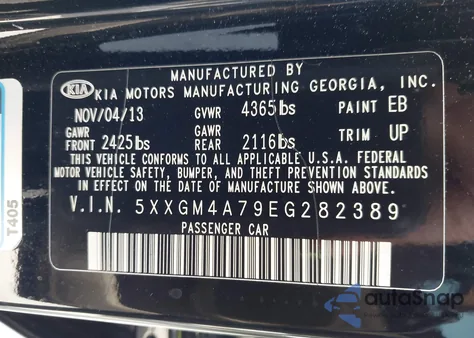 MANUFACTURED BY
KIA KIA MOTORS MANUFACTURING GEORGIA, INC.
NOV/04/13 GVWR 4365lbs PAINT EB
GAWR FRONT 2425lbs GAWR REAR 2116lbs TRIM UP
THIS VEHICLE CONFORMS TO ALL APPLICABLE U.S.A. FEDERAL
MOTOR VEHICLE SAFETY, BUMPER, AND THEFT PREVENTION STANDARDS
IN EFFECT ON THE DATE OF MANUFACTURE SHOWN ABOVE.
V.I.N. 5XXGM4A79EG282389
PASSENGER CAR
T405
autoSnap